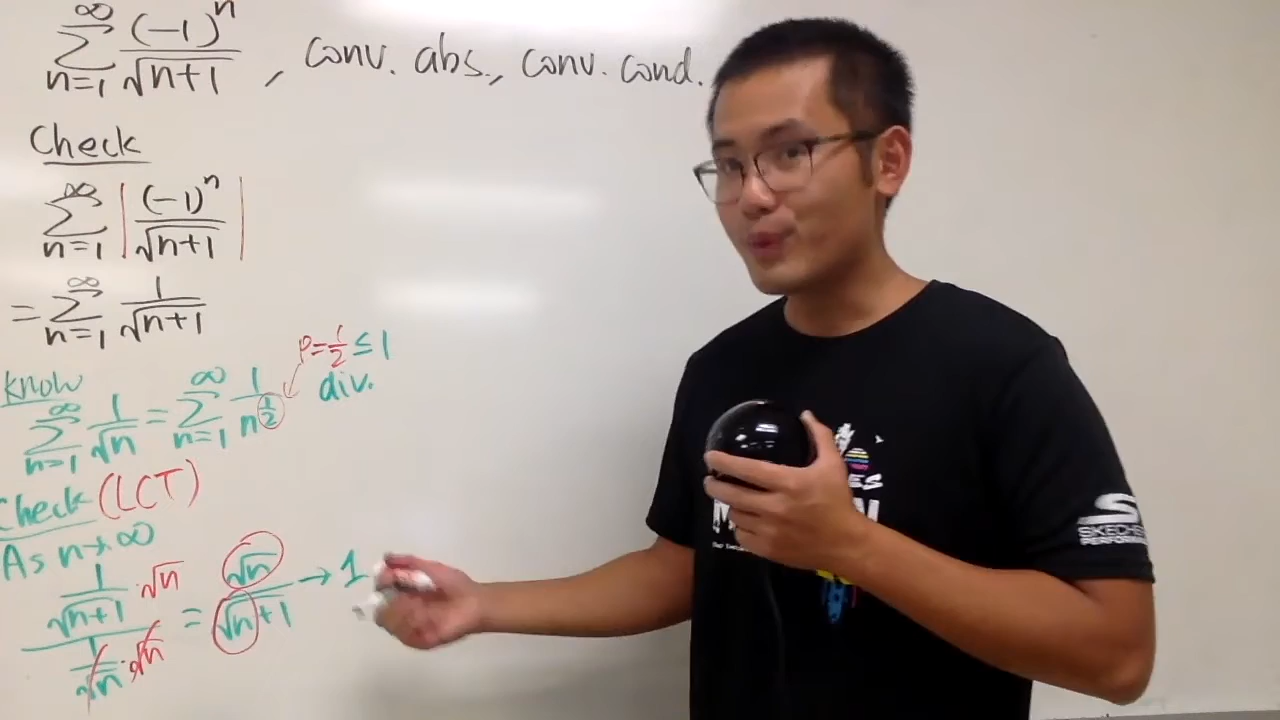 ∞∑n=1 (-1)^n/(√n+1), conv. abs., conv. cond.
Check
∞∑n=1 |(-1)^n/(√n+1)|
= ∞∑n=1 1/(√n+1)
know
∞∑n=1 1/√n = ∞∑n=1 1/n^(1/2)
p=1/2 ≤ 1
div.
Check (LCT)
As n→∞
(1/(√n+1) · √n)/(1/√n · √n) = √n/(√n+1) → 1
SKECHERS
PERFORMANCE